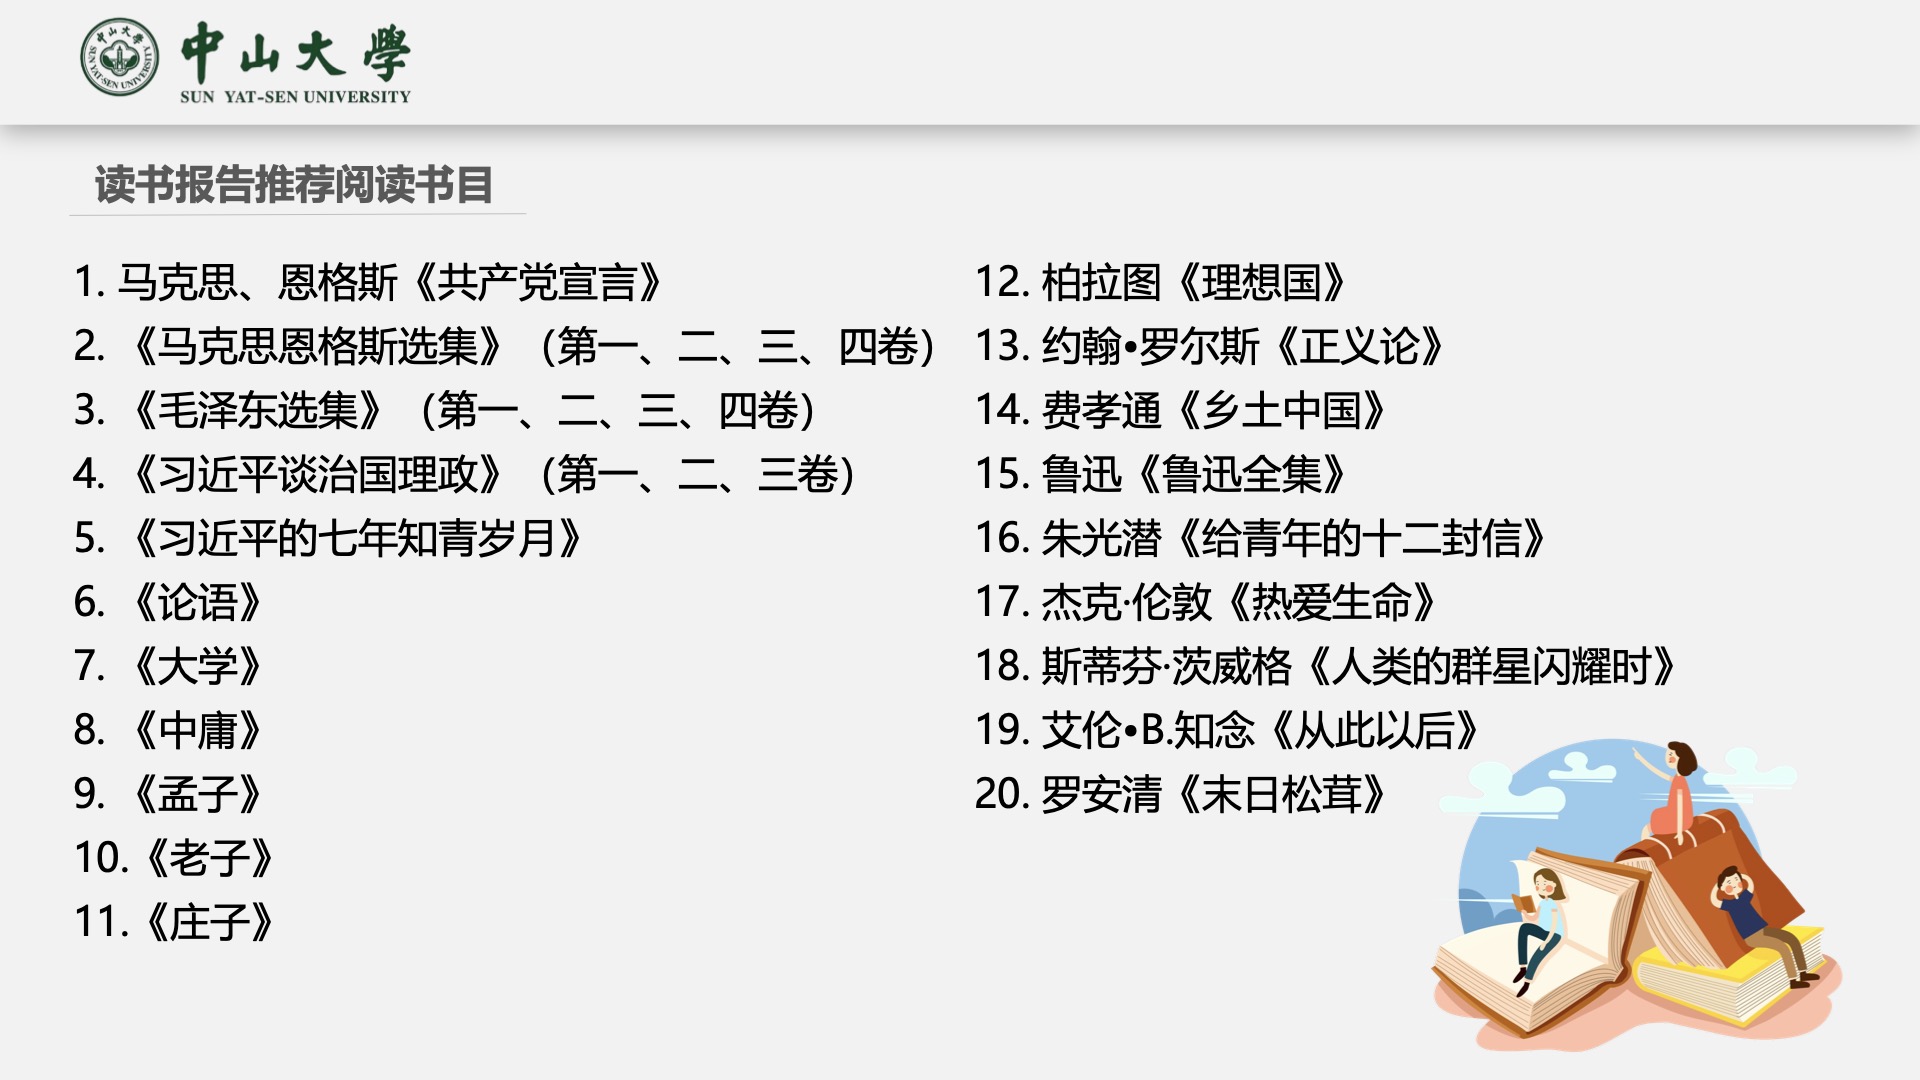 中山大學
SUN YAT-SEN UNIVERSITY
中山大學
SUN YAT-SEN UNIVERSITY
读书报告推荐阅读书目
1. 马克思、恩格斯《共产党宣言》
2. 《马克思恩格斯选集》（第一、二、三、四卷）
3. 《毛泽东选集》（第一、二、三、四卷）
4. 《习近平谈治国理政》（第一、二、三卷）
5. 《习近平的七年知青岁月》
6. 《论语》
7. 《大学》
8. 《中庸》
9. 《孟子》
10.《老子》
11.《庄子》
12. 柏拉图《理想国》
13. 约翰•罗尔斯《正义论》
14. 费孝通《乡土中国》
15. 鲁迅《鲁迅全集》
16. 朱光潜《给青年的十二封信》
17. 杰克·伦敦《热爱生命》
18. 斯蒂芬·茨威格《人类的群星闪耀时》
19. 艾伦•B.知念《从此以后》
20. 罗安清《末日松茸》